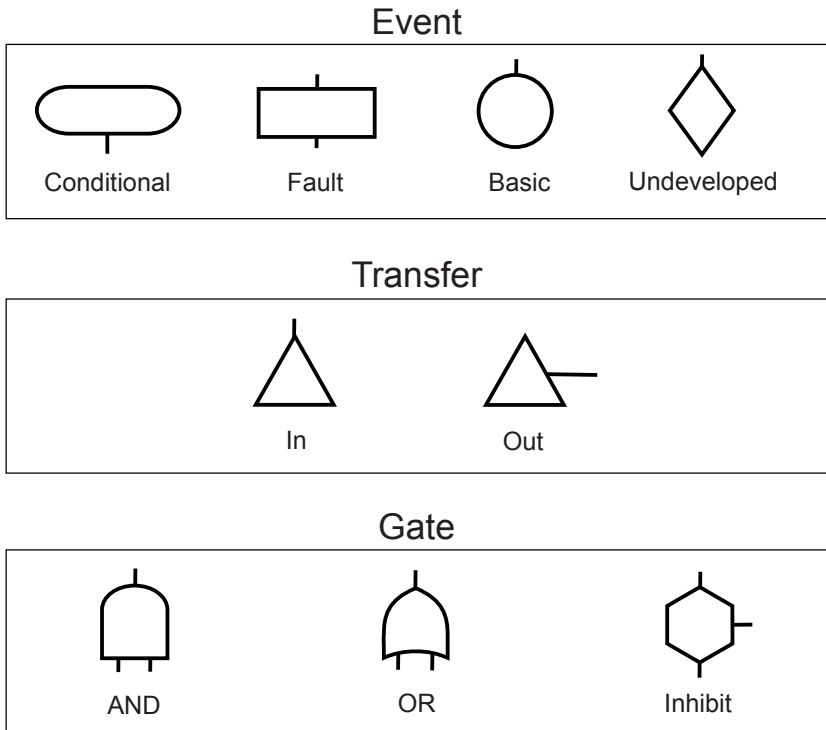 Event
Conditional Fault Basic Undeveloped
Transfer
In Out
Gate
AND OR Inhibit